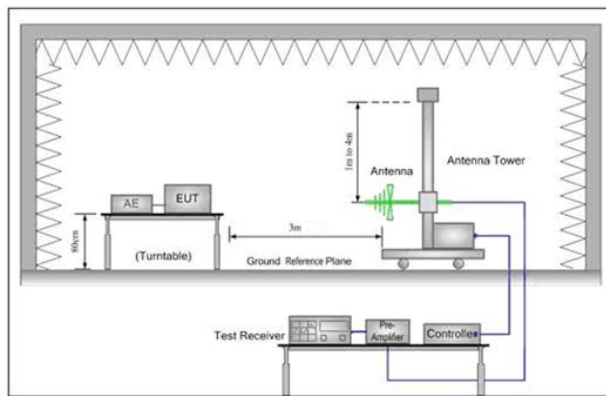 1m to 4m
Antenna
Antenna Tower
AE
EUT
80cm
(Turntable)
3m
Ground Reference Plane
Test Receiver
Pre-
Amplifier
Controller